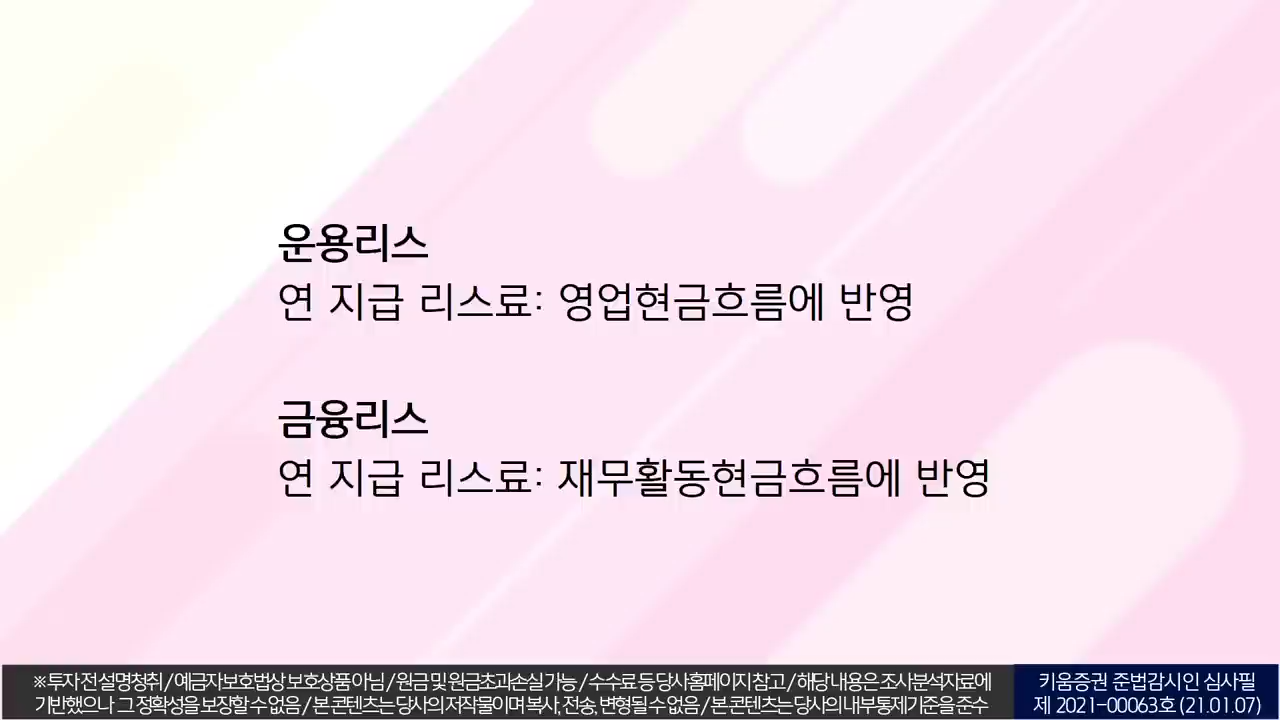 운용리스
연 지급 리스료: 영업현금흐름에 반영
금융리스
연 지급 리스료: 재무활동현금흐름에 반영
※ 투자 전 설명청취 / 예금자보호법상 보호상품 아님 / 원금 및 원금초과손실 가능 / 수수료 등 당사홈페이지 참고 / 해당 내용은 조사분석자료에
기반했으나 그 정확성을 보장할 수 없음 / 본 콘텐츠는 당사의 저작물이며 복사, 전송, 변형될 수 없음 / 본 콘텐츠는 당사의 내부통제기준을 준수
키움증권 준법감시인 심사필
제 2021-00063호 (21.01.07)